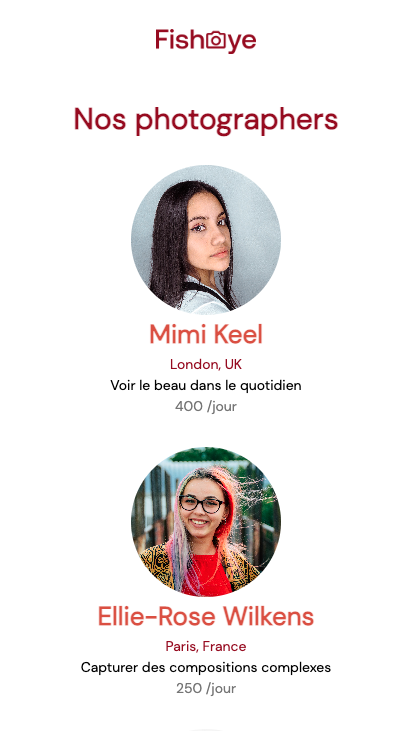 Fisheye
Nos photographers
Mimi Keel
London, UK
Voir le beau dans le quotidien
400 /jour
Ellie-Rose Wilkens
Paris, France
Capturer des compositions complexes
250 /jour